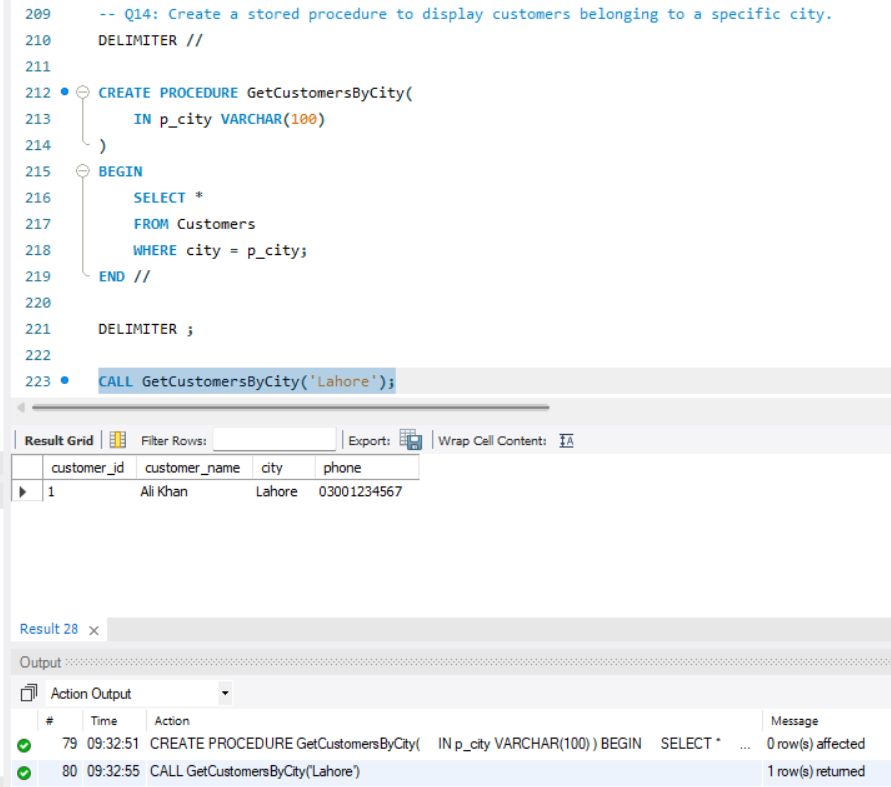 209 -- Q14: Create a stored procedure to display customers belonging to a specific city.
210 DELIMITER //
211
212 CREATE PROCEDURE GetCustomersByCity(
213 IN p_city VARCHAR(100)
214 )
215 BEGIN
216 SELECT *
217 FROM Customers
218 WHERE city = p_city;
219 END //
220
221 DELIMITER ;
222
223 CALL GetCustomersByCity('Lahore');
Result Grid Filter Rows: Export: Wrap Cell Content: IA
customer_id customer_name city phone
1 Ali Khan Lahore 03001234567
Result 28
Output
Action Output
# Time Action Message
79 09:32:51 CREATE PROCEDURE GetCustomersByCity( IN p_city VARCHAR(100) ) BEGIN SELECT * ... 0 row(s) affected
80 09:32:55 CALL GetCustomersByCity('Lahore') 1 row(s) returned